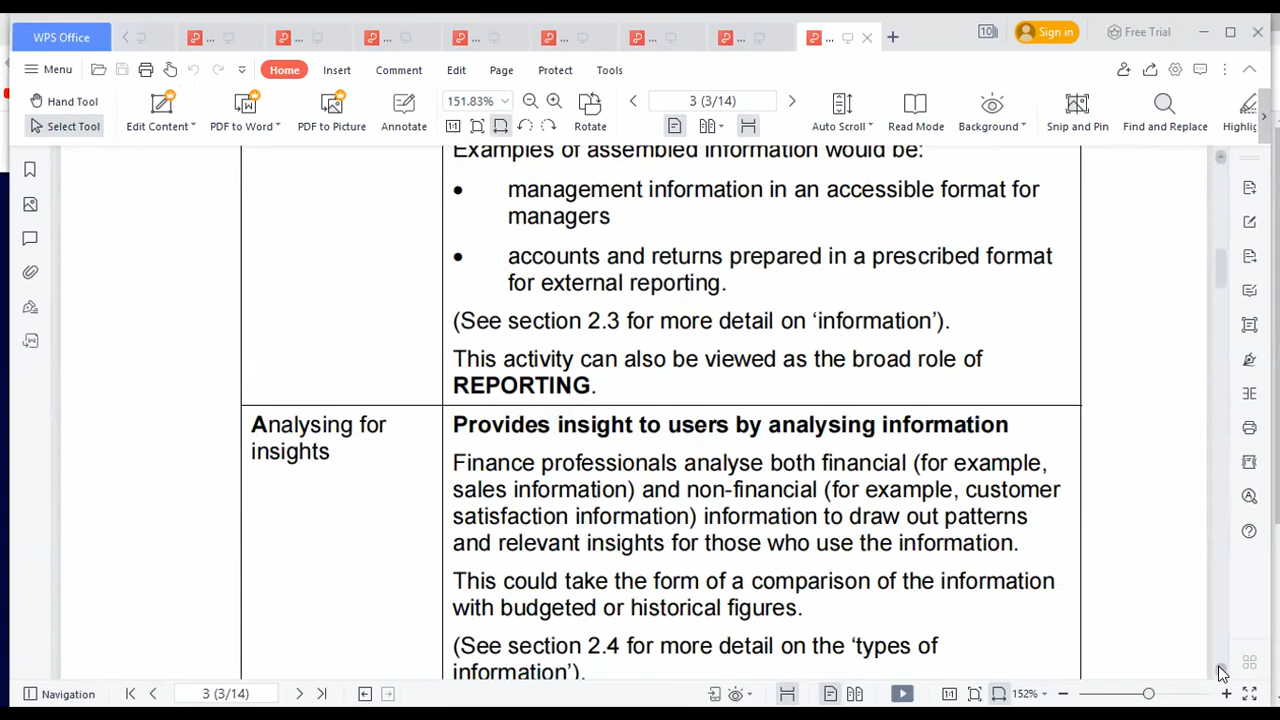 WPS Office
...
...
...
...
...
...
...
...
10
Sign in
Free Trial
Menu
Home
Insert
Comment
Edit
Page
Protect
Tools
Hand Tool
Select Tool
Edit Content
PDF to Word
PDF to Picture
Annotate
151.83%
Rotate
3 (3/14)
Auto Scroll
Read Mode
Background
Snip and Pin
Find and Replace
Highlig
Examples of assembled information would be:
• management information in an accessible format for
managers
• accounts and returns prepared in a prescribed format
for external reporting.
(See section 2.3 for more detail on ‘information’).
This activity can also be viewed as the broad role of
REPORTING.
Analysing for
insights
Provides insight to users by analysing information
Finance professionals analyse both financial (for example,
sales information) and non-financial (for example, customer
satisfaction information) information to draw out patterns
and relevant insights for those who use the information.
This could take the form of a comparison of the information
with budgeted or historical figures.
(See section 2.4 for more detail on the ‘types of
information’).
Navigation
3 (3/14)
152%